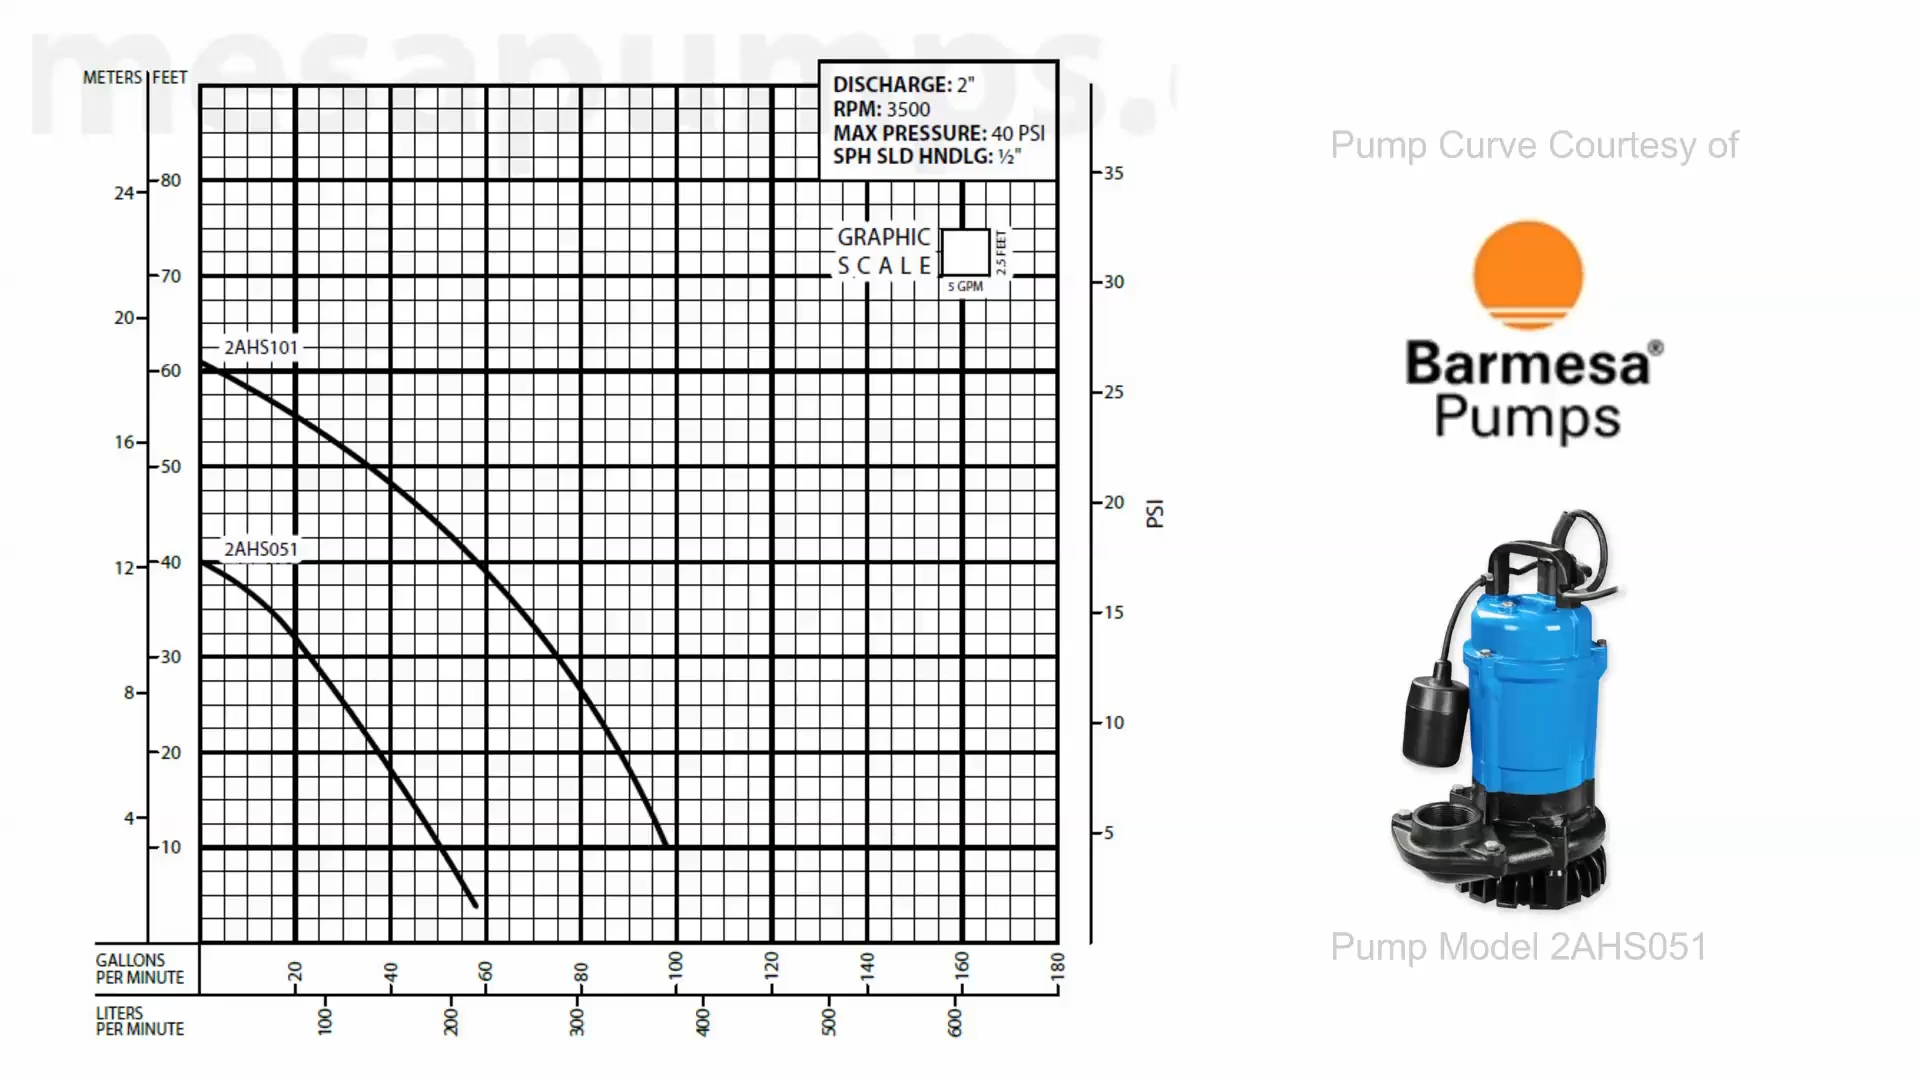 mesapumps.
METERS FEET
DISCHARGE: 2"
RPM: 3500
MAX PRESSURE: 40 PSI
SPH SLD HNDLG: ½"
Pump Curve Courtesy of
24 80 35
GRAPHIC
SCALE
2.5 FEET
5 GPM
70 30
20
2AHS101
60 25
Barmesa®
Pumps
16 50 20
PSI
2AHS051
12 40 15
30
8 10
20
4 5
10
Pump Model 2AHS051
GALLONS
PER MINUTE
20 40 60 80 100 120 140 160 180
LITERS
PER MINUTE
100 200 300 400 500 600